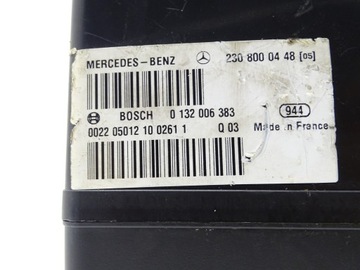 MERCEDES-BENZ 230 800 04 48 [05]
BOSCH 0 132 006 383 944
0022 05012 10 0261 1 Q 03 Made in France